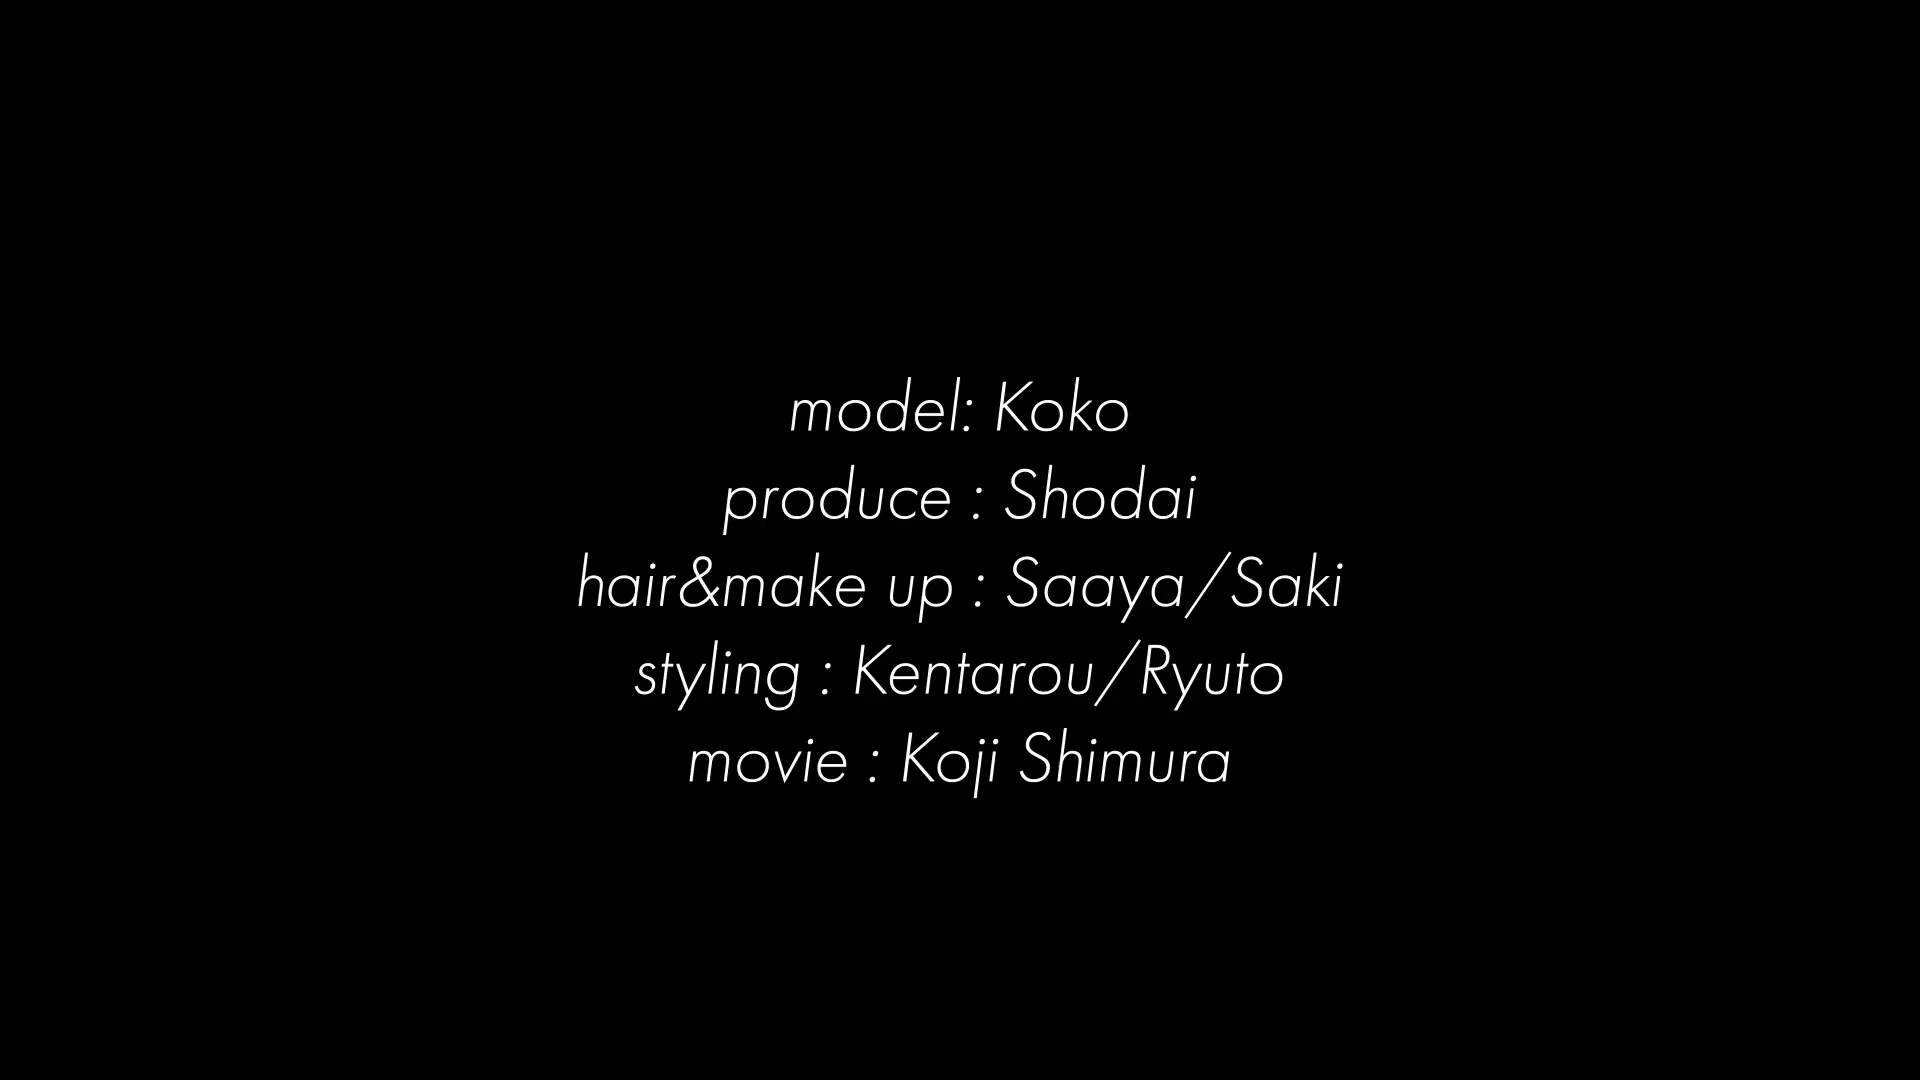 model: Koko
produce : Shodai
hair&make up : Saaya/Saki
styling : Kentarou/Ryuto
movie : Koji Shimura